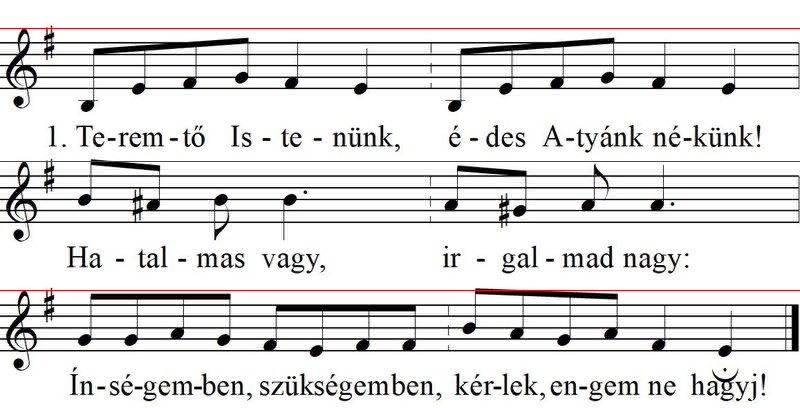 1. Te-rem-tő Is-te-nünk, é-des A-tyánk né-künk!
Ha-tal-mas vagy, ir-gal-mad nagy:
Ín-sé-gem-ben, szükségemben, kér-lek, en-gem ne hagyj!